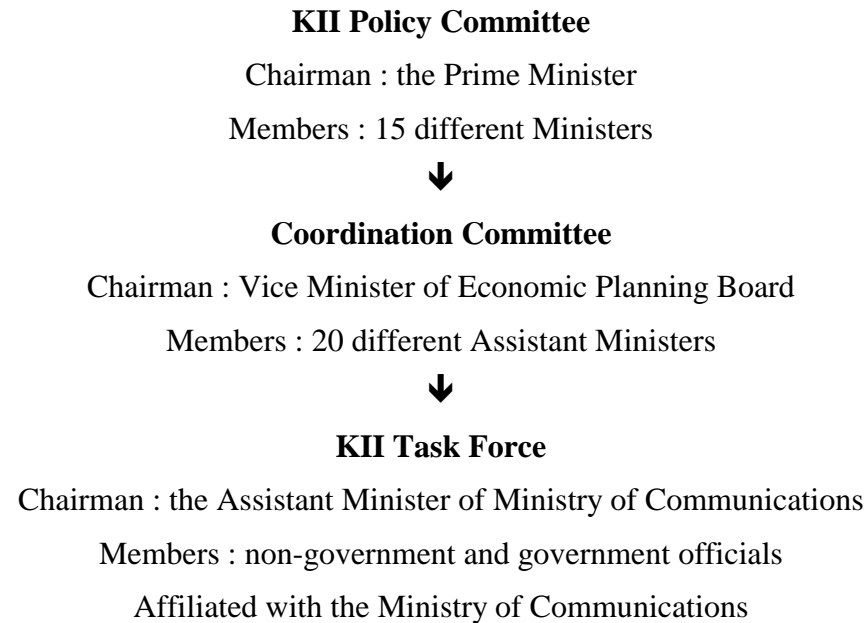 KII Policy Committee
Chairman : the Prime Minister
Members : 15 different Ministers
Coordination Committee
Chairman : Vice Minister of Economic Planning Board
Members : 20 different Assistant Ministers
KII Task Force
Chairman : the Assistant Minister of Ministry of Communications
Members : non-government and government officials
Affiliated with the Ministry of Communications